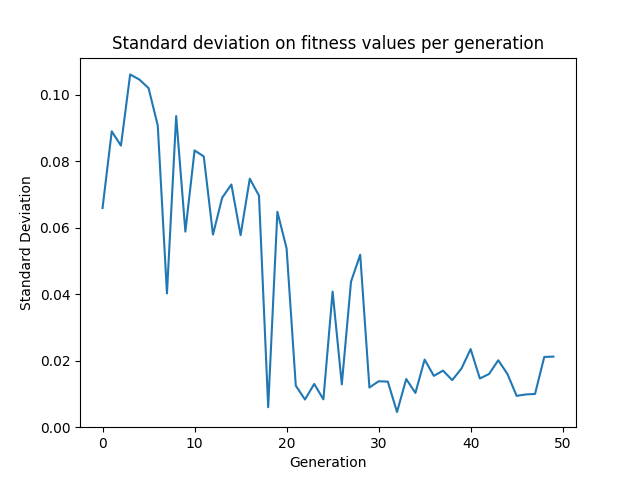 Standard deviation on fitness values per generation
Standard Deviation
0.10
0.08
0.06
0.04
0.02
0.00
0 10 20 30 40 50
Generation